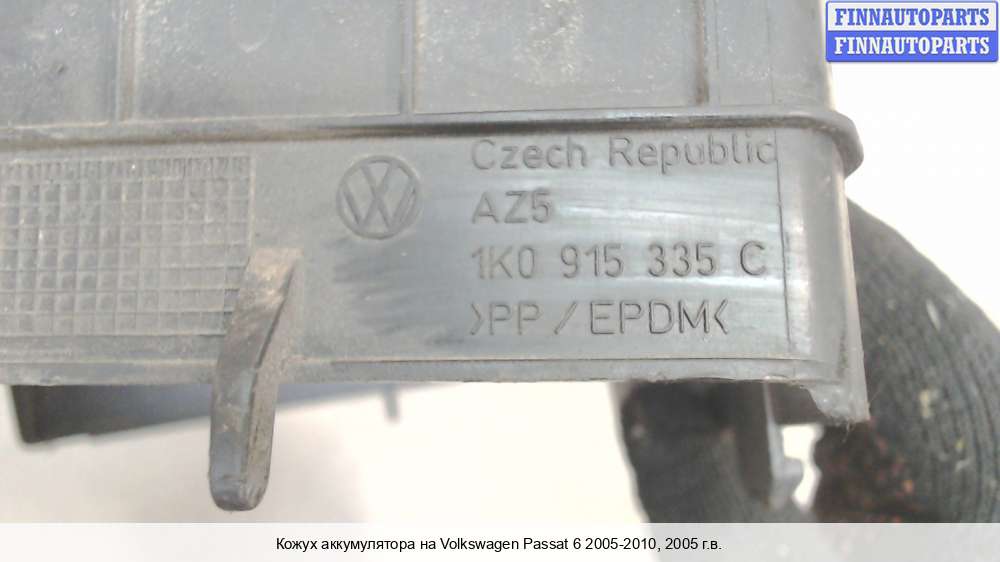 FINNAUTOPARTS
FINNAUTOPARTS
Czech Republic
AZ5
1K0 915 335 C
>PP/EPDM<
Кожух аккумулятора на Volkswagen Passat 6 2005-2010, 2005 г.в.